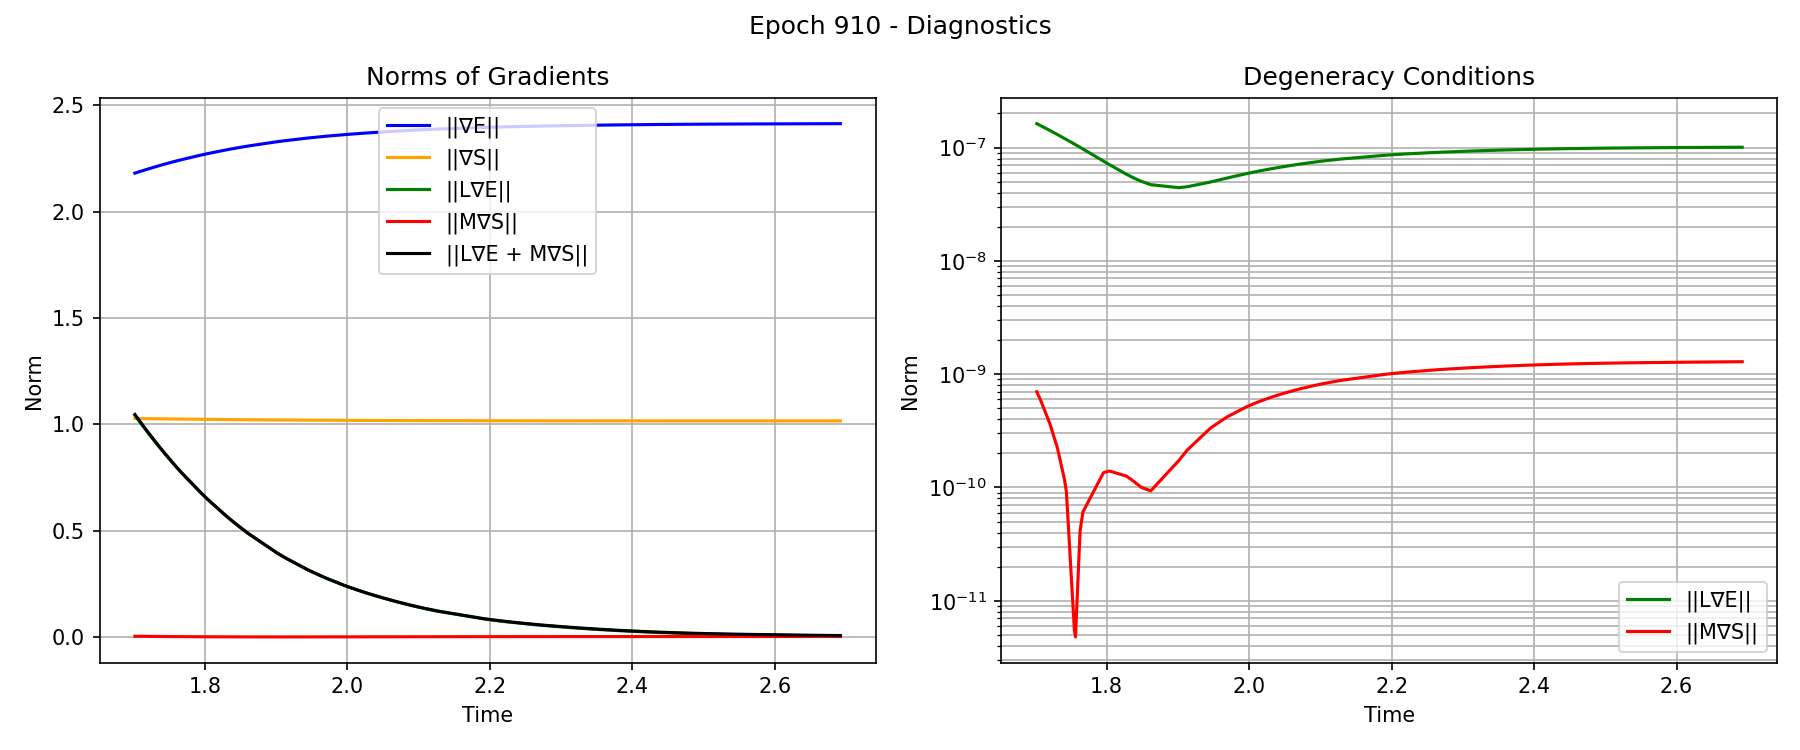 Epoch 910 - Diagnostics
Norms of Gradients
2.5
2.0
1.5
1.0
0.5
0.0
Norm
||∇E||
||∇S||
||L∇E||
||M∇S||
||L∇E + M∇S||
1.8 2.0 2.2 2.4 2.6
Time
Degeneracy Conditions
10⁻⁷
10⁻⁸
10⁻⁹
10⁻¹⁰
10⁻¹¹
Norm
||L∇E||
||M∇S||
1.8 2.0 2.2 2.4 2.6
Time